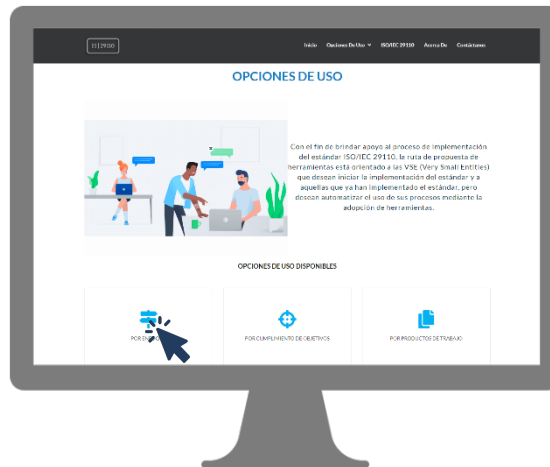 IS | 29110
Inicio Opciones De Uso ISO/IEC 29110 Acerca De Contáctanos
OPCIONES DE USO
Con el fin de brindar apoyo al proceso de implementación
del estándar ISO/IEC 29110, la ruta de propuesta de
herramientas está orientado a las VSE (Very Small Entities)
que desean iniciar la implementación del estándar y a
aquellas que ya han implementado el estándar, pero
desean automatizar el uso de sus procesos mediante la
adopción de herramientas.
OPCIONES DE USO DISPONIBLES
POR
POR CUMPLIMIENTO DE OBJETIVOS
POR PRODUCTOS DE TRABAJO